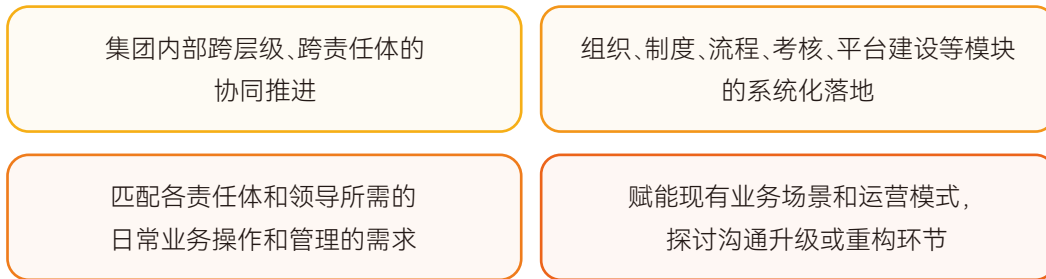 集团内部跨层级、跨责任体的
协同推进
组织、制度、流程、考核、平台建设等模块
的系统化落地
匹配各责任体和领导所需的
日常业务操作和管理的需求
赋能现有业务场景和运营模式，
探讨沟通升级或重构环节